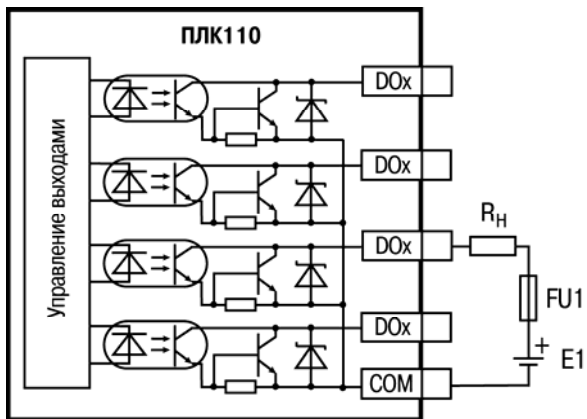 ПЛК110
Управление выходами
DOx
DOx
DOx
DOx
COM
RН
FU1
+
E1